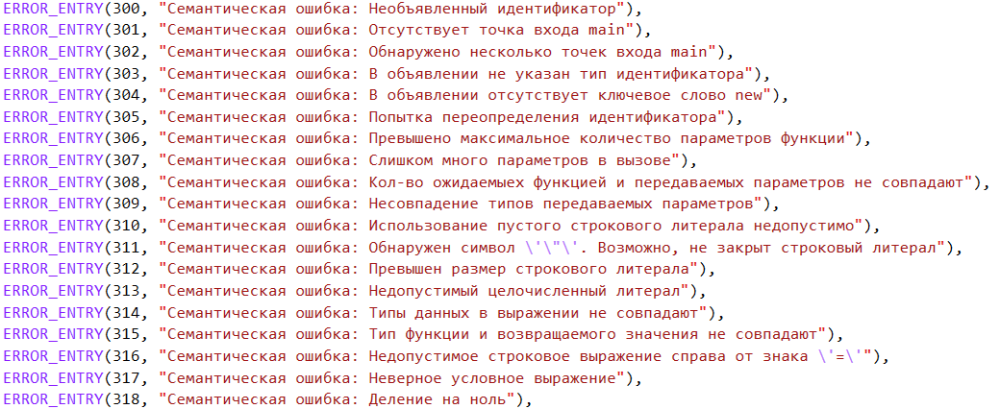 ERROR_ENTRY(300, "Семантическая ошибка: Необъявленный идентификатор"),
ERROR_ENTRY(301, "Семантическая ошибка: Отсутствует точка входа main"),
ERROR_ENTRY(302, "Семантическая ошибка: Обнаружено несколько точек входа main"),
ERROR_ENTRY(303, "Семантическая ошибка: В объявлении не указан тип идентификатора"),
ERROR_ENTRY(304, "Семантическая ошибка: В объявлении отсутствует ключевое слово new"),
ERROR_ENTRY(305, "Семантическая ошибка: Попытка переопределения идентификатора"),
ERROR_ENTRY(306, "Семантическая ошибка: Превышено максимальное количество параметров функции"),
ERROR_ENTRY(307, "Семантическая ошибка: Слишком много параметров в вызове"),
ERROR_ENTRY(308, "Семантическая ошибка: Кол-во ожидаемыех функцией и передаваемых параметров не совпадают"),
ERROR_ENTRY(309, "Семантическая ошибка: Несовпадение типов передаваемых параметров"),
ERROR_ENTRY(310, "Семантическая ошибка: Использование пустого строкового литерала недопустимо"),
ERROR_ENTRY(311, "Семантическая ошибка: Обнаружен символ \'\"\'. Возможно, не закрыт строковый литерал"),
ERROR_ENTRY(312, "Семантическая ошибка: Превышен размер строкового литерала"),
ERROR_ENTRY(313, "Семантическая ошибка: Недопустимый целочисленный литерал"),
ERROR_ENTRY(314, "Семантическая ошибка: Типы данных в выражении не совпадают"),
ERROR_ENTRY(315, "Семантическая ошибка: Тип функции и возвращаемого значения не совпадают"),
ERROR_ENTRY(316, "Семантическая ошибка: Недопустимое строковое выражение справа от знака \'=\'"),
ERROR_ENTRY(317, "Семантическая ошибка: Неверное условное выражение"),
ERROR_ENTRY(318, "Семантическая ошибка: Деление на ноль"),